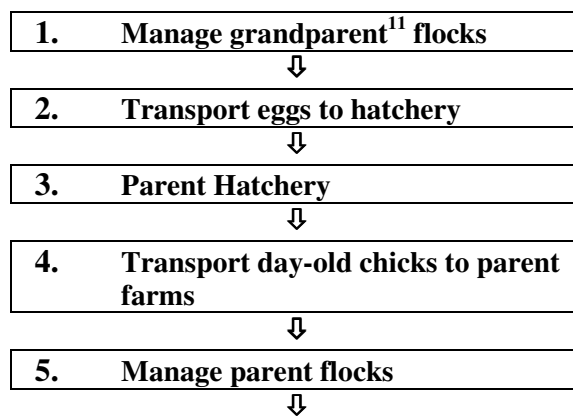 1. Manage grandparent11 flocks
⇩
2. Transport eggs to hatchery
⇩
3. Parent Hatchery
⇩
4. Transport day-old chicks to parent
farms
⇩
5. Manage parent flocks
⇩